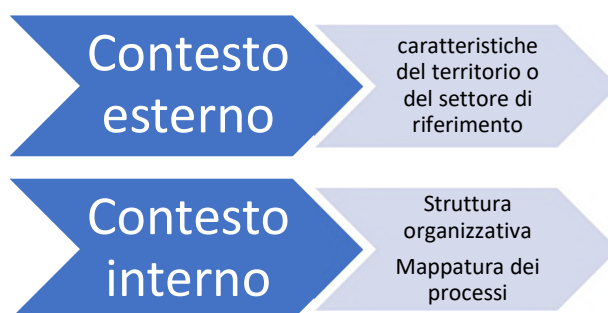 Contesto
esterno
caratteristiche
del territorio o
del settore di
riferimento
Contesto
interno
Struttura
organizzativa
Mappatura dei
processi